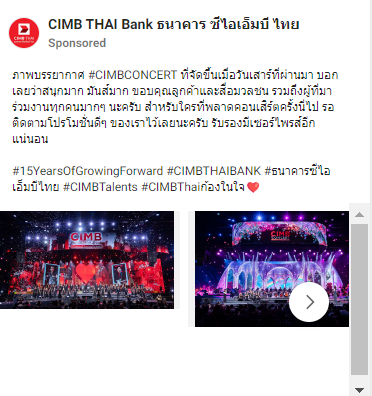 CIMB THAI Bank ธนาคาร ซีไอเอ็มบี ไทย
Sponsored
ภาพบรรยากาศ #CIMBCONCERT ที่จัดขึ้นเมื่อวันเสาร์ที่ผ่านมา บอก
เลยว่าสนุกมาก มันส์มาก ขอบคุณลูกค้าและสื่อมวลชน รวมถึงผู้ที่มา
ร่วมงานทุกคนมากๆ นะครับ สำหรับใครที่พลาดคอนเสิร์ตครั้งนี้ไป รอ
ติดตามโปรโมชั่นดีๆ ของเราไว้เลยนะครับ รับรองมีเซอร์ไพรส์อีก
แน่นอน
#15YearsOfGrowingForward #CIMBTHAIBANK #ธนาคารซีไอ
เอ็มบีไทย #CIMBTalents #CIMBThaiก้องในใจ❤️
CIMB
CIMB